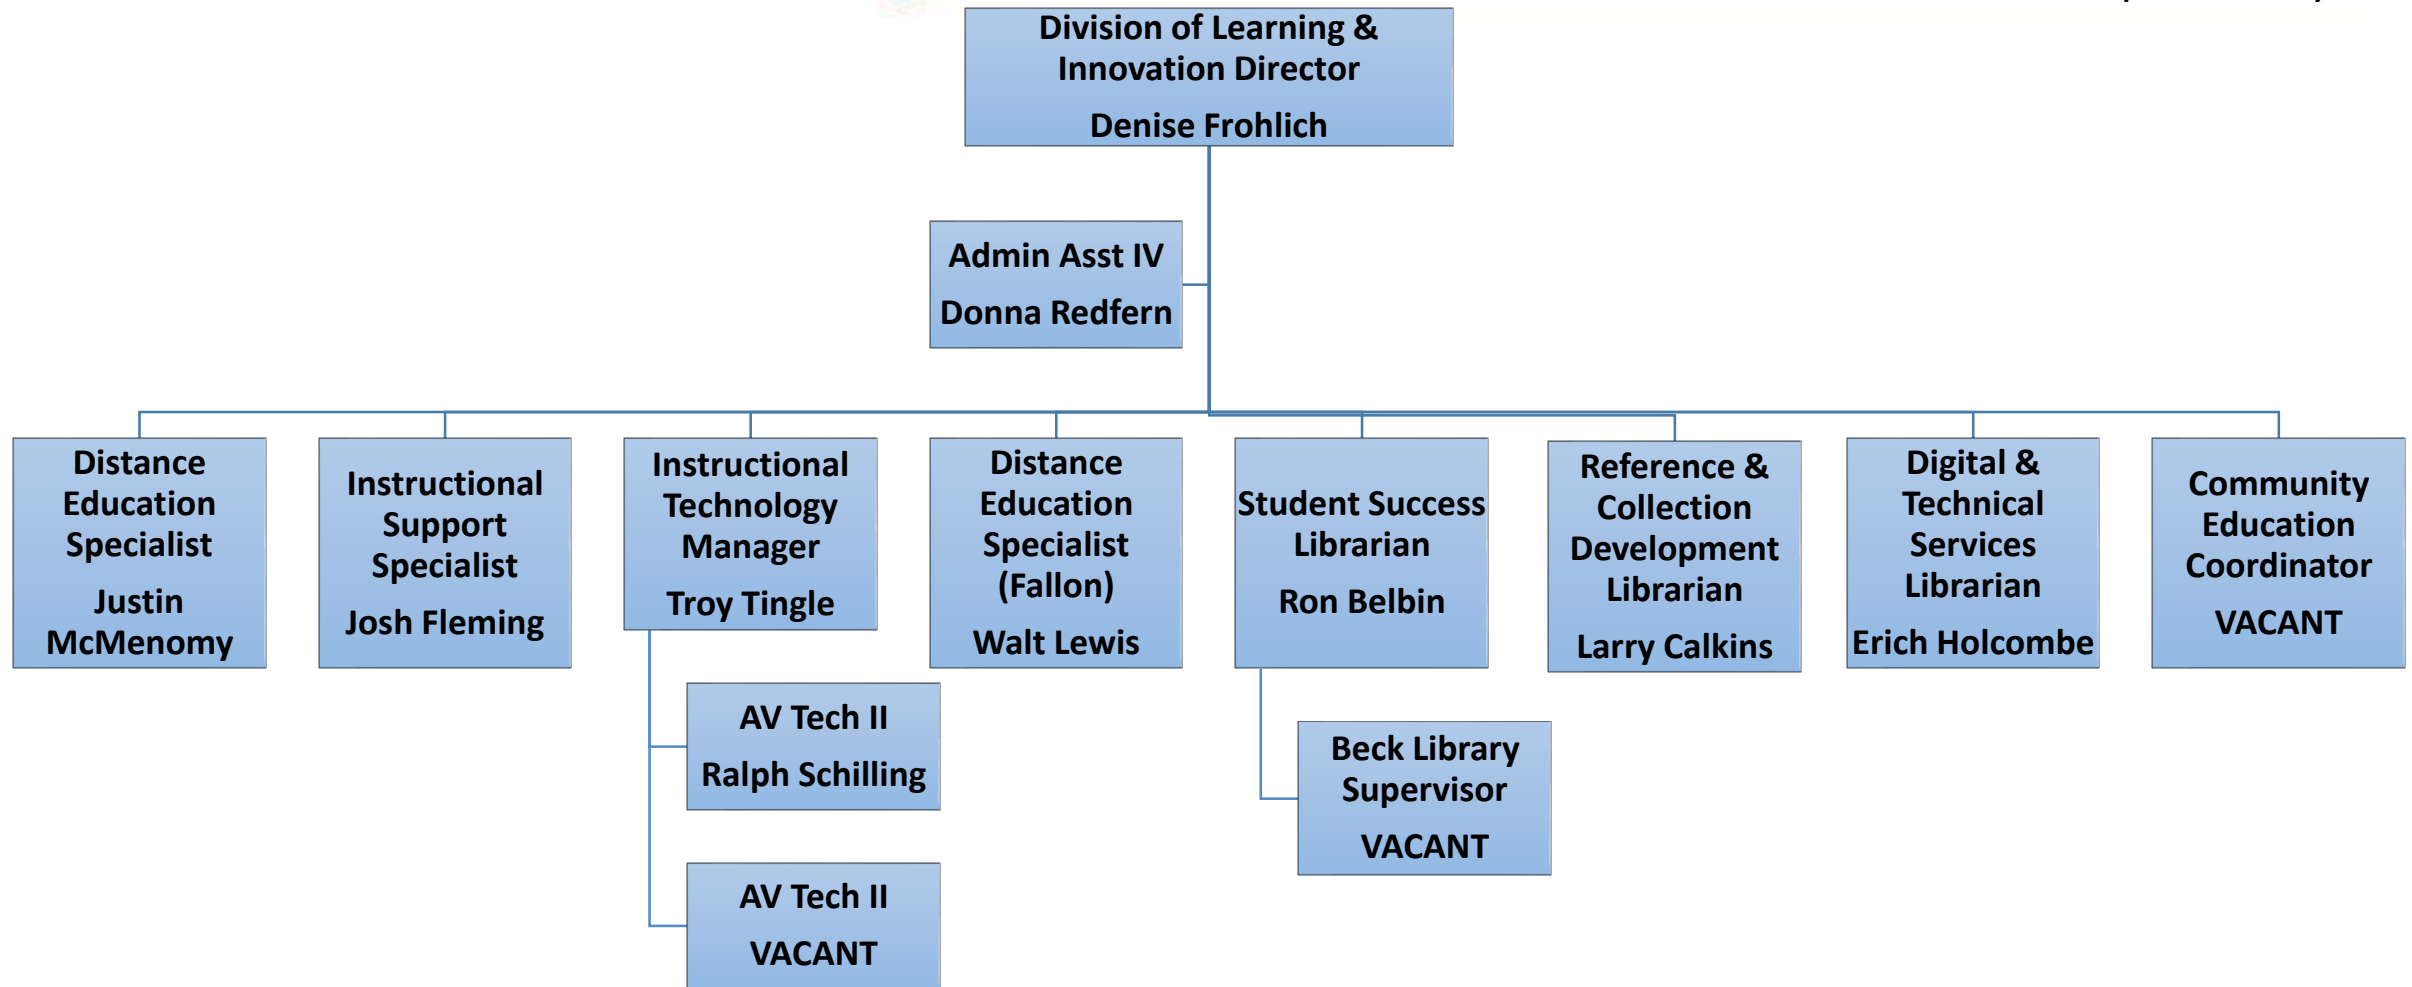 Division of Learning &
Innovation Director
Denise Frohlich
Admin Asst IV
Donna Redfern
Distance
Education
Specialist
Justin
McMenomy
Instructional
Support
Specialist
Josh Fleming
Instructional
Technology
Manager
Troy Tingle
Distance
Education
Specialist
(Fallon)
Walt Lewis
Student Success
Librarian
Ron Belbin
Reference &
Collection
Development
Librarian
Larry Calkins
Digital &
Technical
Services
Librarian
Erich Holcombe
Community
Education
Coordinator
VACANT
AV Tech II
Ralph Schilling
AV Tech II
VACANT
Beck Library
Supervisor
VACANT